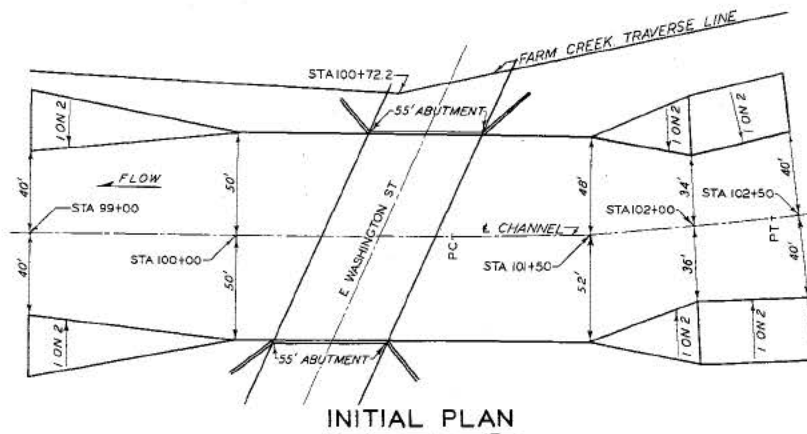 FARM CREEK TRAVERSE LINE
STA 100+72.2
55' ABUTMENT
1 ON 2
1 ON 2
1 ON 2
FLOW
40'
50'
48'
34'
40'
STA 102+50
STA 99+00
E WASHINGTON ST
℄ CHANNEL
STA 102+00
PC
PT
STA 100+00
STA 101+50
40'
50'
52'
36'
40'
1 ON 2
55' ABUTMENT
1 ON 2
1 ON 2
INITIAL PLAN